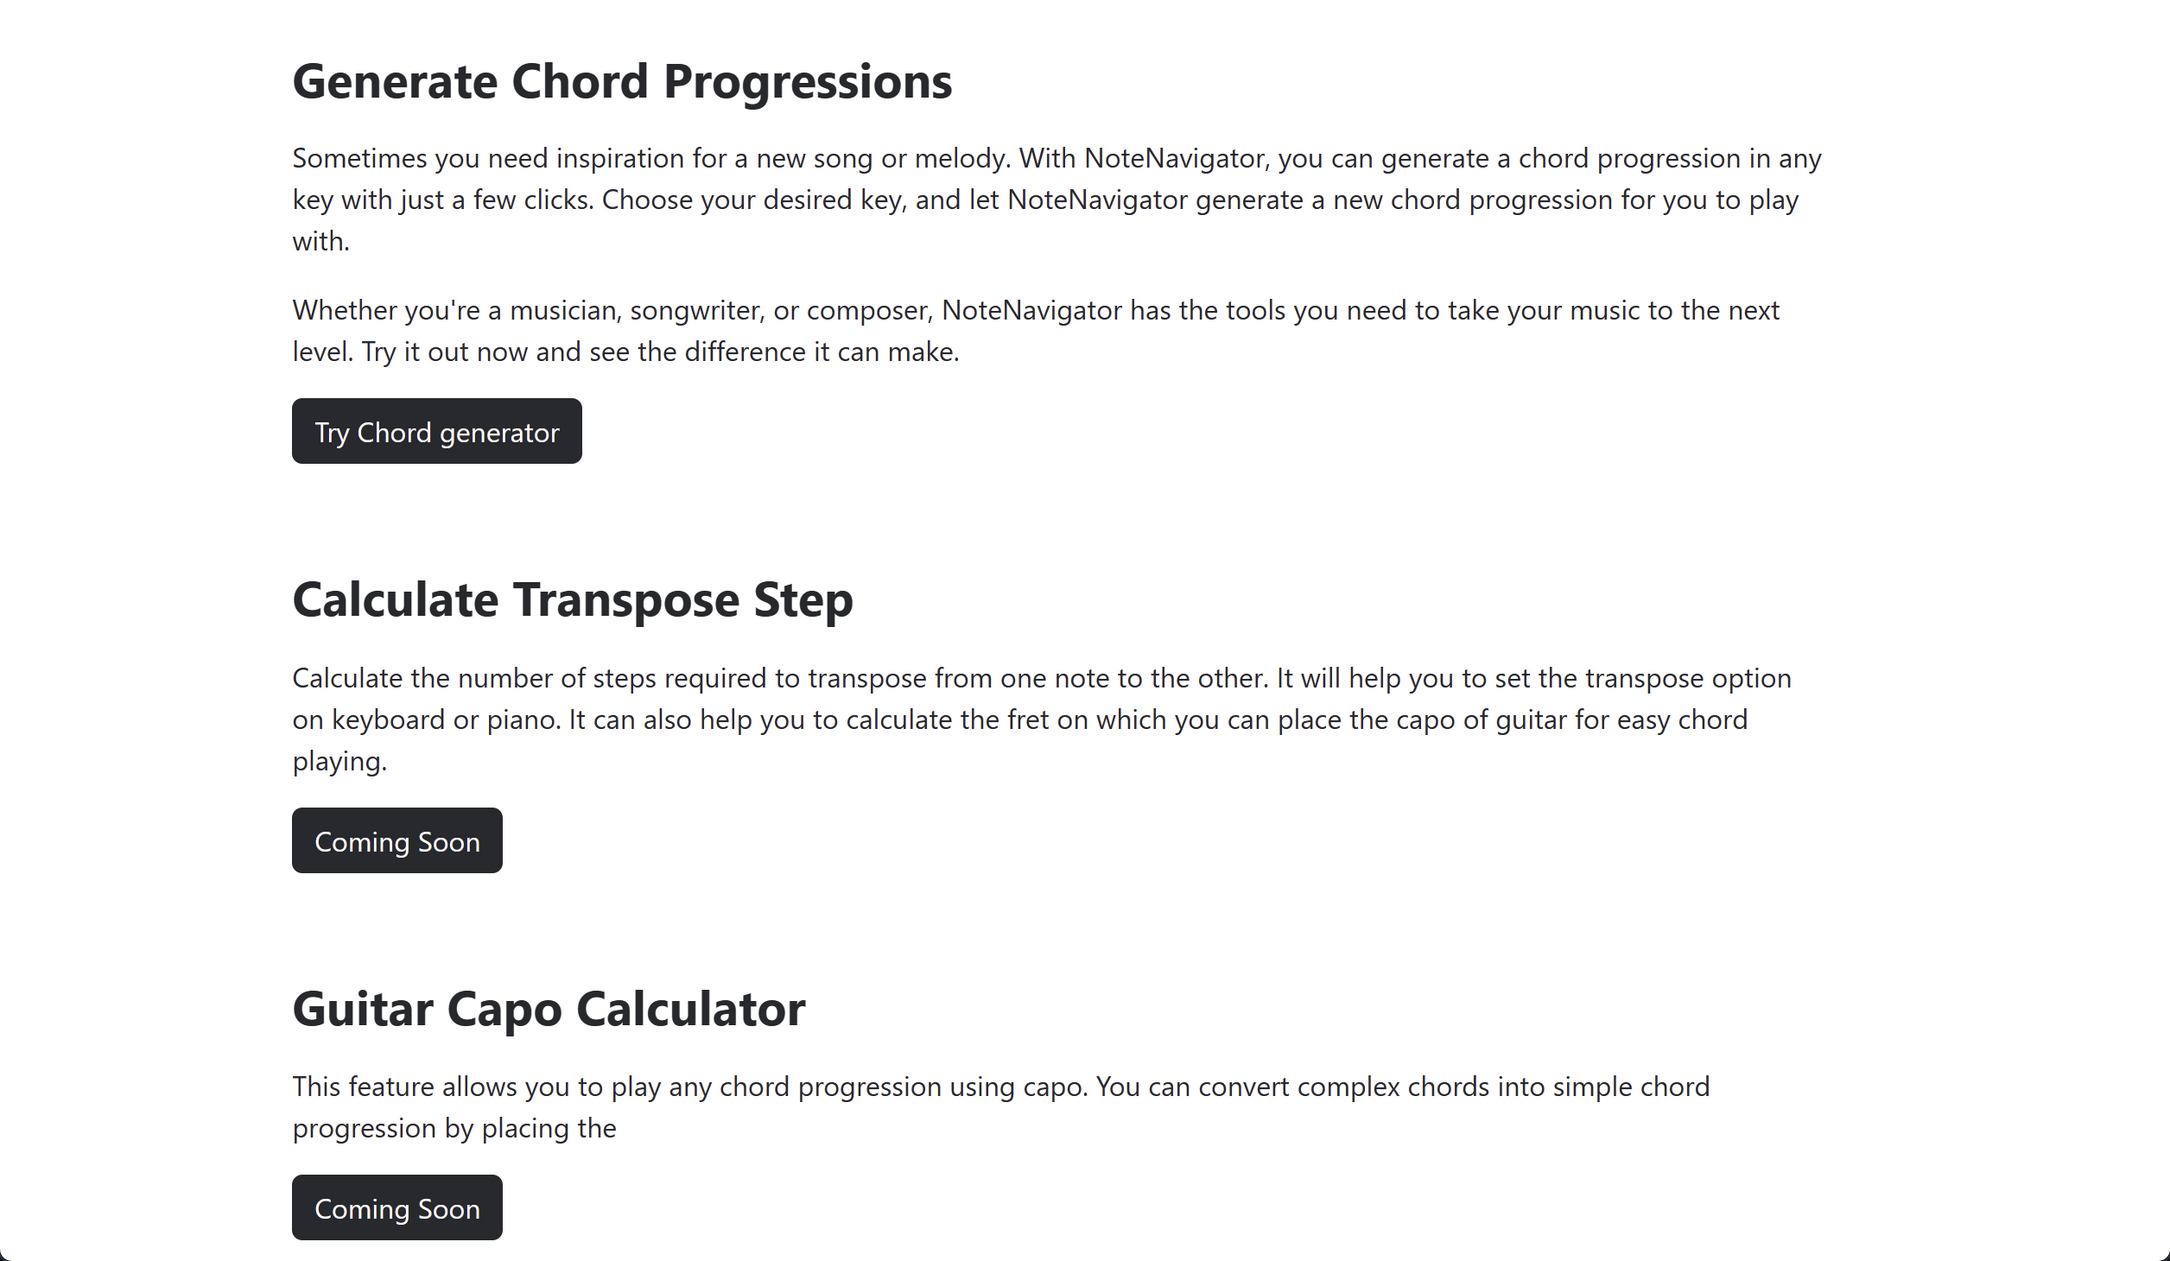 Generate Chord Progressions
Sometimes you need inspiration for a new song or melody. With NoteNavigator, you can generate a chord progression in any
key with just a few clicks. Choose your desired key, and let NoteNavigator generate a new chord progression for you to play
with.
Whether you're a musician, songwriter, or composer, NoteNavigator has the tools you need to take your music to the next
level. Try it out now and see the difference it can make.
Try Chord generator
Calculate Transpose Step
Calculate the number of steps required to transpose from one note to the other. It will help you to set the transpose option
on keyboard or piano. It can also help you to calculate the fret on which you can place the capo of guitar for easy chord
playing.
Coming Soon
Guitar Capo Calculator
This feature allows you to play any chord progression using capo. You can convert complex chords into simple chord
progression by placing the
Coming Soon